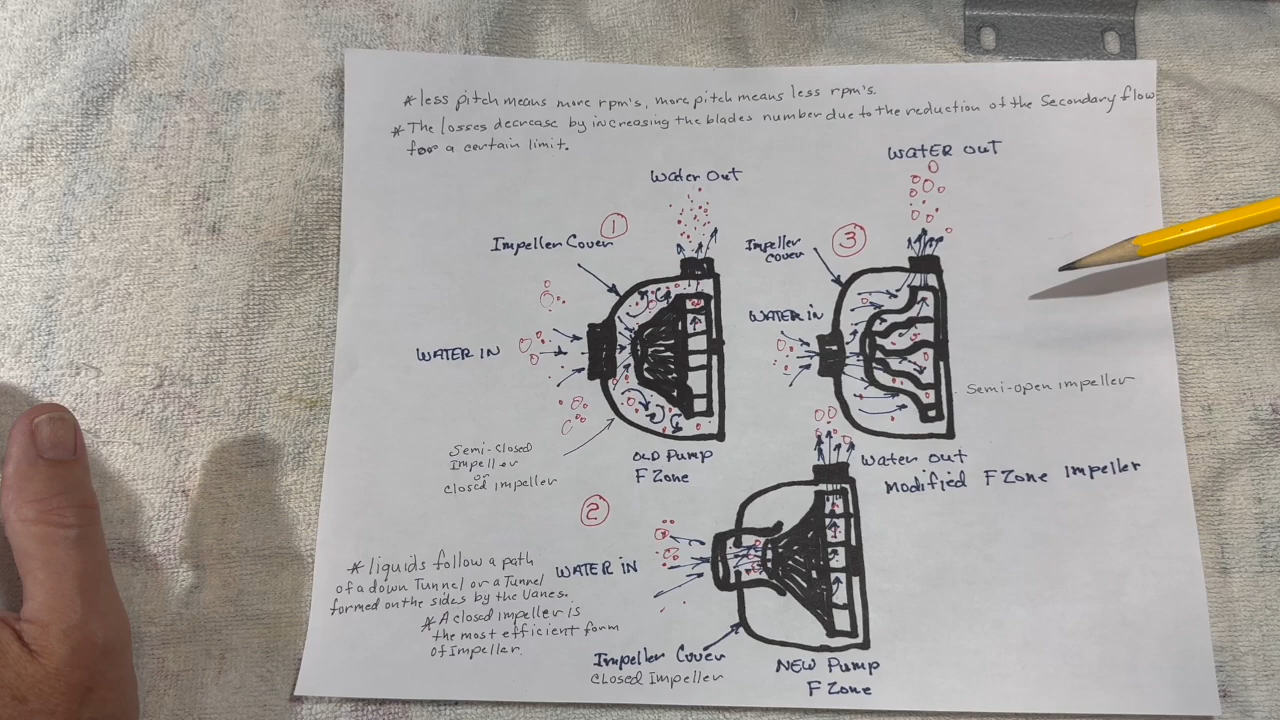 * less pitch means more rpm's, more pitch means less rpm's.
* The losses decrease by increasing the blades number due to the reduction of the Secondary flow
for a certain limit.
Water Out
WATER OUT
1
Impeller Cover
3
Impeller
cover
WATER IN
WATER IN
Semi-open impeller
Semi-closed
Impeller
or
closed impeller
OLD Pump
F Zone
Water out
Modified F Zone Impeller
2
* liquids follow a path
of a down Tunnel or a Tunnel
formed on the sides by the Vanes.
WATER IN
* A closed impeller is
the most efficient form
of Impeller.
Impeller Cover
Closed Impeller
NEW Pump
F Zone